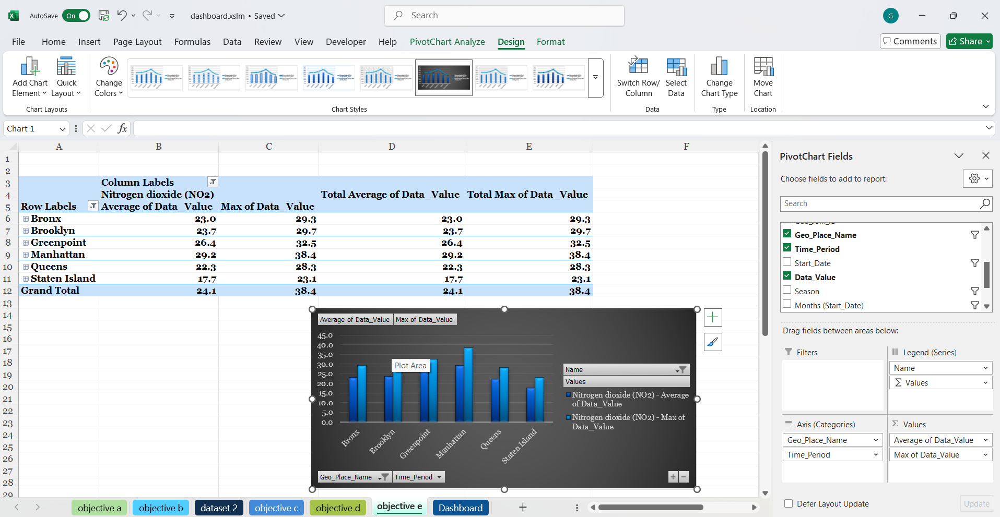 AutoSave On dashboard.xslm • Saved Search G
File Home Insert Page Layout Formulas Data Review View Developer Help PivotChart Analyze Design Format Comments Share
Add Chart Element Quick Layout Change Colors Switch Row/ Column Select Data Change Chart Type Move Chart
Chart Layouts Chart Styles Data Type Location
Chart 1 fx
A B C D E F
1
2
3 Column Labels
4 Nitrogen dioxide (NO2) Total Average of Data_Value Total Max of Data_Value
5 Row Labels Average of Data_Value Max of Data_Value
6 Bronx 23.0 29.3 23.0 29.3
7 Brooklyn 23.7 29.7 23.7 29.7
8 Greenpoint 26.4 32.5 26.4 32.5
9 Manhattan 29.2 38.4 29.2 38.4
10 Queens 22.3 28.3 22.3 28.3
11 Staten Island 17.7 23.1 17.7 23.1
12 Grand Total 24.1 38.4 24.1 38.4
13
14
15
16
17
18
19
20
21
22
23
24
25
26
27
28
29
Average of Data_Value Max of Data_Value
45.0
40.0
35.0
30.0
25.0
20.0
15.0
10.0
5.0
0.0
Plot Area
Bronx Brooklyn Greenpoint Manhattan Queens Staten Island
Name
Values
Nitrogen dioxide (NO2) - Average
of Data_Value
Nitrogen dioxide (NO2) - Max of
Data_Value
Geo_Place_Name Time_Period
PivotChart Fields
Choose fields to add to report:
Search
Geo_Place_Name
Time_Period
Start_Date
Data_Value
Season
Months (Start_Date)
Drag fields between areas below:
Filters
Legend (Series)
Name
Σ Values
Axis (Categories)
Geo_Place_Name
Time_Period
Σ Values
Average of Data_Value
Max of Data_Value
Defer Layout Update Update
objective a objective b dataset 2 objective c objective d objective e Dashboard